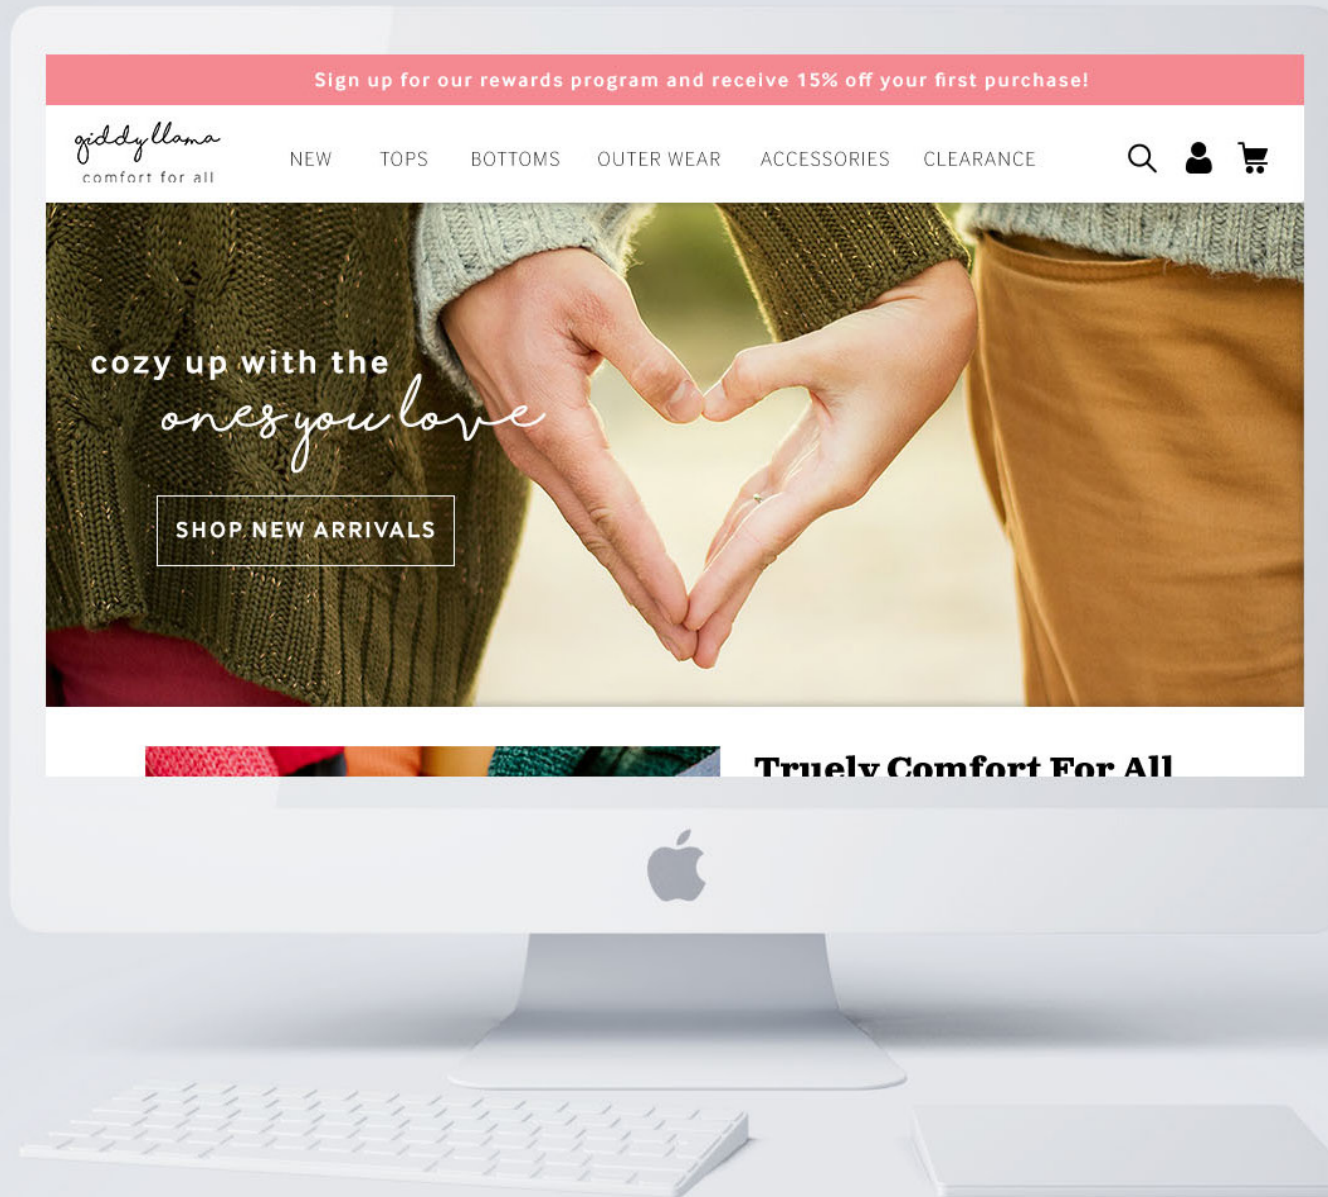 Sign up for our rewards program and receive 15% off your first purchase!
giddy llama
comfort for all
NEW TOPS BOTTOMS OUTER WEAR ACCESSORIES CLEARANCE
cozy up with the
ones you love
SHOP NEW ARRIVALS
Truely Comfort For All